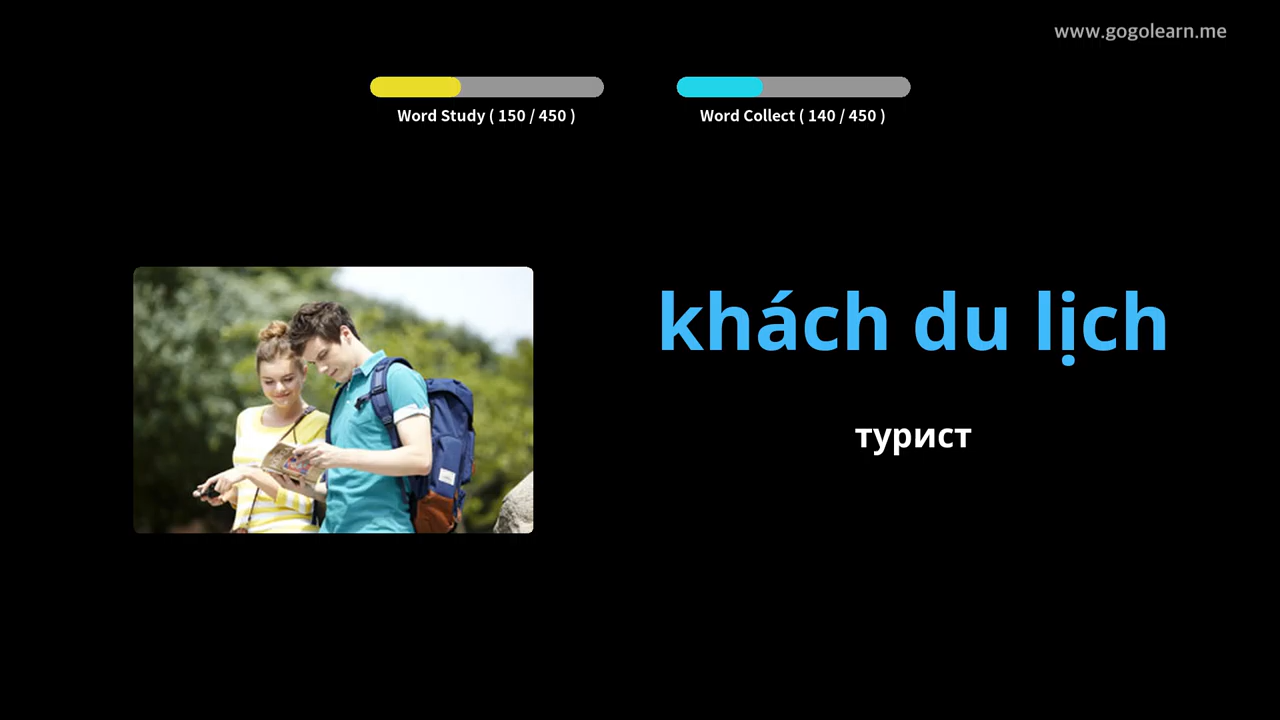 www.gogolearn.me
Word Study ( 150 / 450 )
Word Collect ( 140 / 450 )
khách du lịch
турист